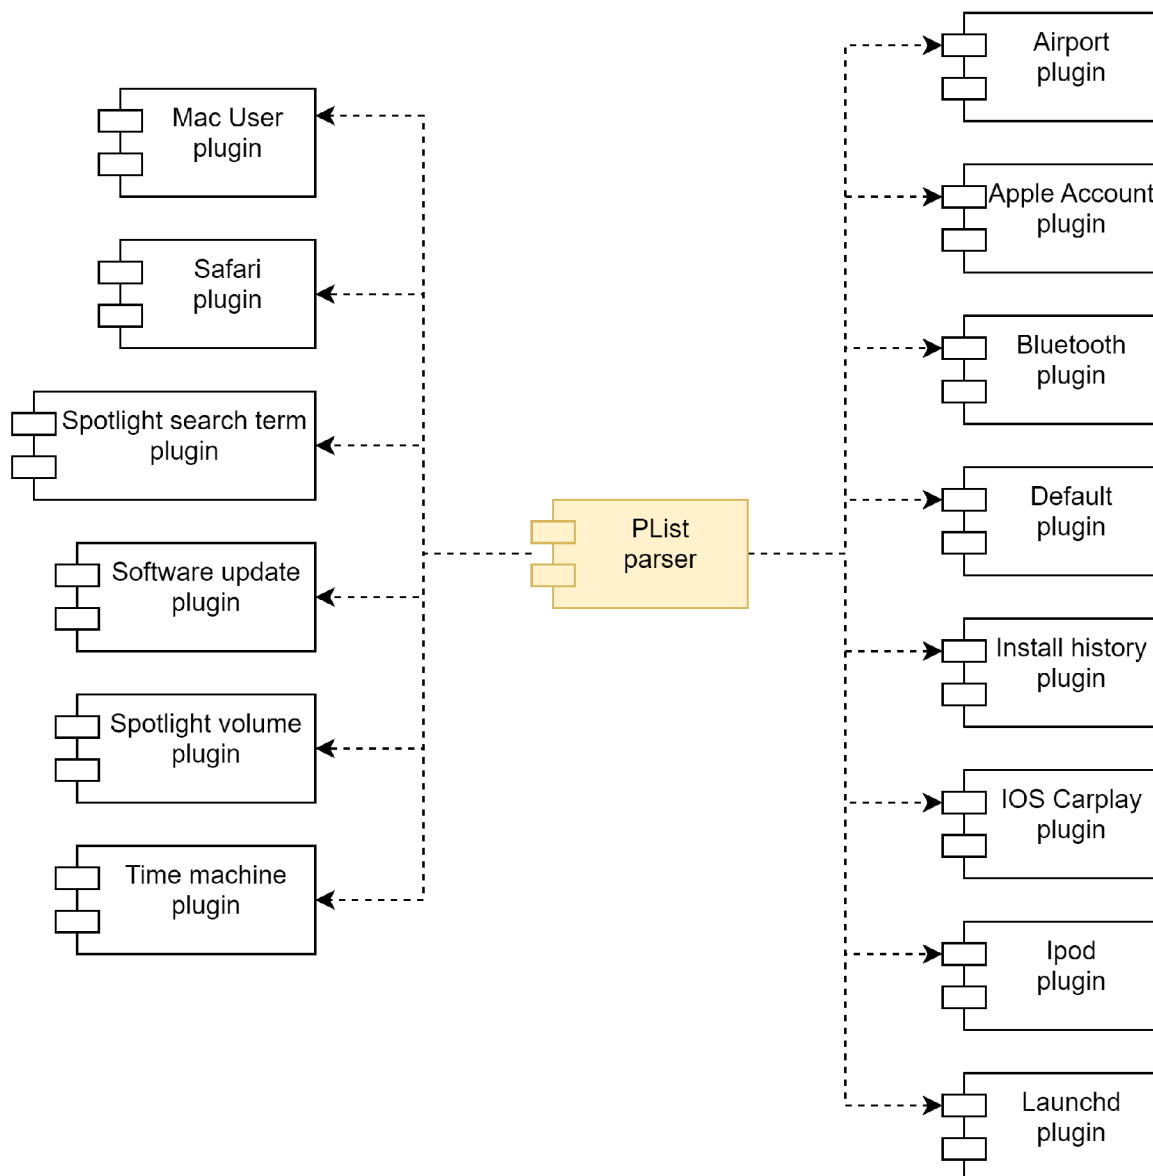 Mac User
plugin
Safari
plugin
Spotlight search term
plugin
Software update
plugin
Spotlight volume
plugin
Time machine
plugin
PList
parser
Airport
plugin
Apple Account
plugin
Bluetooth
plugin
Default
plugin
Install history
plugin
IOS Carplay
plugin
Ipod
plugin
Launchd
plugin